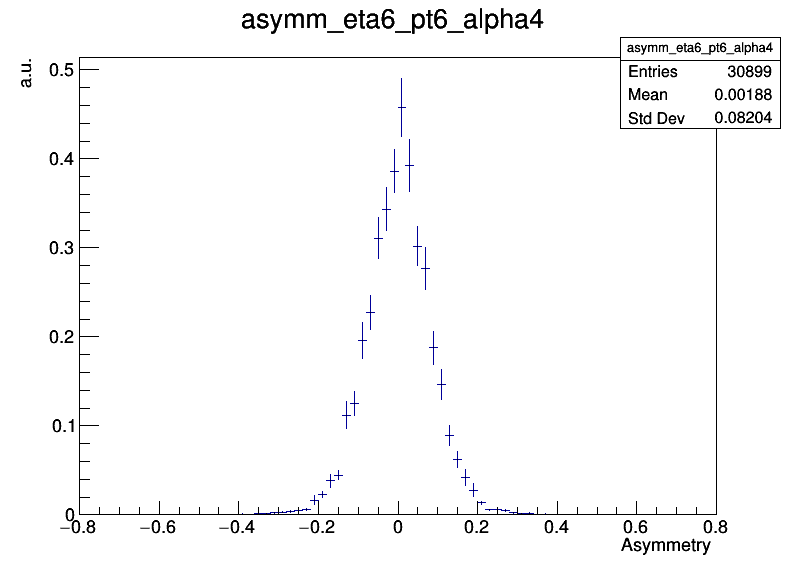 asymm_eta6_pt6_alpha4
asymm_eta6_pt6_alpha4
Entries 30899
Mean 0.00188
Std Dev 0.08204
a.u.
0.5
0.4
0.3
0.2
0.1
0
−0.8 −0.6 −0.4 −0.2 0 0.2 0.4 0.6 0.8
Asymmetry